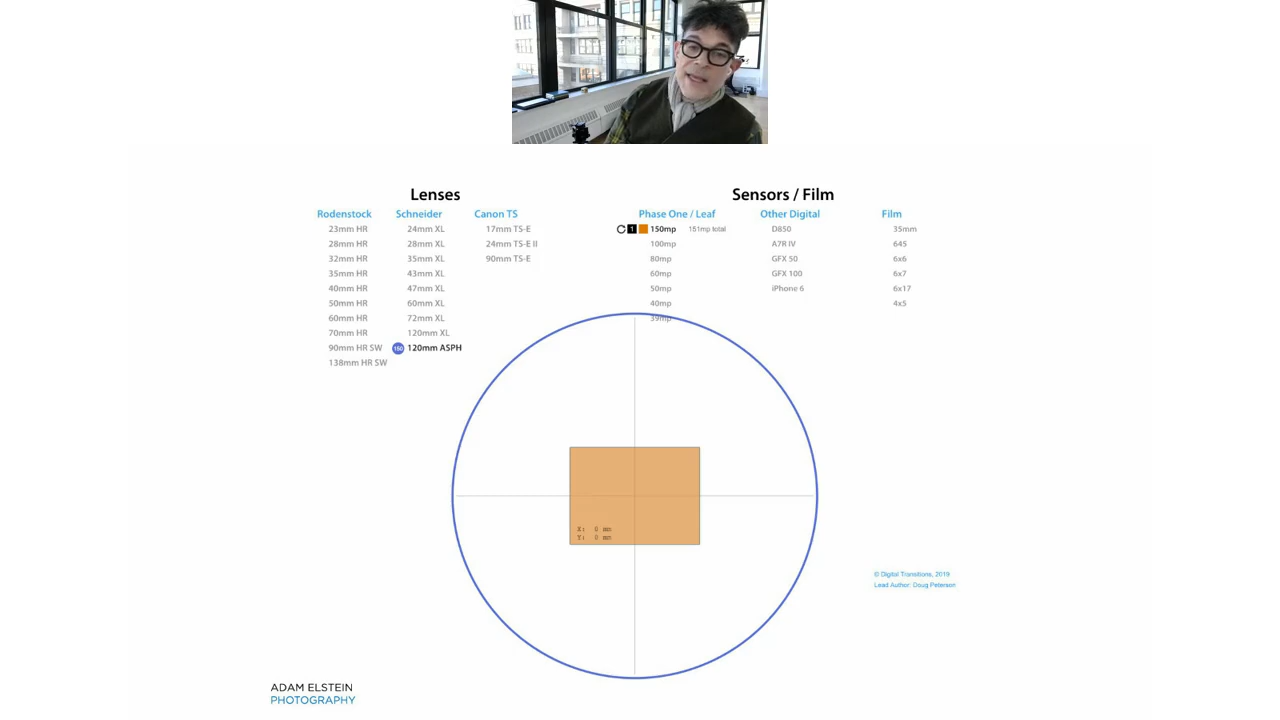 Lenses
Rodenstock
23mm HR
28mm HR
32mm HR
35mm HR
40mm HR
50mm HR
60mm HR
70mm HR
90mm HR SW
138mm HR SW
Schneider
24mm XL
28mm XL
35mm XL
43mm XL
47mm XL
60mm XL
72mm XL
120mm XL
150 120mm ASPH
Canon TS
17mm TS-E
24mm TS-E II
90mm TS-E
Sensors / Film
Phase One / Leaf
1 150mp 151mp total
100mp
80mp
60mp
50mp
40mp
39mp
Other Digital
D850
A7R IV
GFX 50
GFX 100
iPhone 6
Film
35mm
645
6x6
6x7
6x17
4x5
X: 0 mm
Y: 0 mm
© Digital Transitions, 2019
Lead Author: Doug Peterson
ADAM ELSTEIN
PHOTOGRAPHY